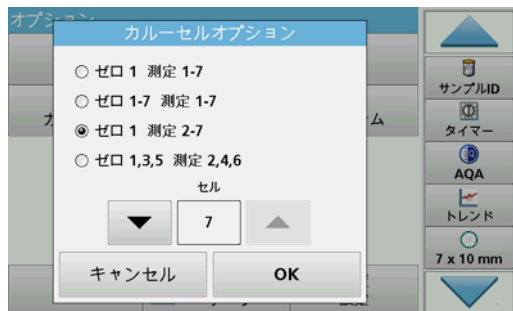 オプション
カルーセルオプション
ゼロ 1 測定 1-7
ゼロ 1-7 測定 1-7
ゼロ 1 測定 2-7
ゼロ 1,3,5 測定 2,4,6
セル
7
キャンセル
OK
サンプルID
タイマー
AQA
トレンド
7 x 10 mm